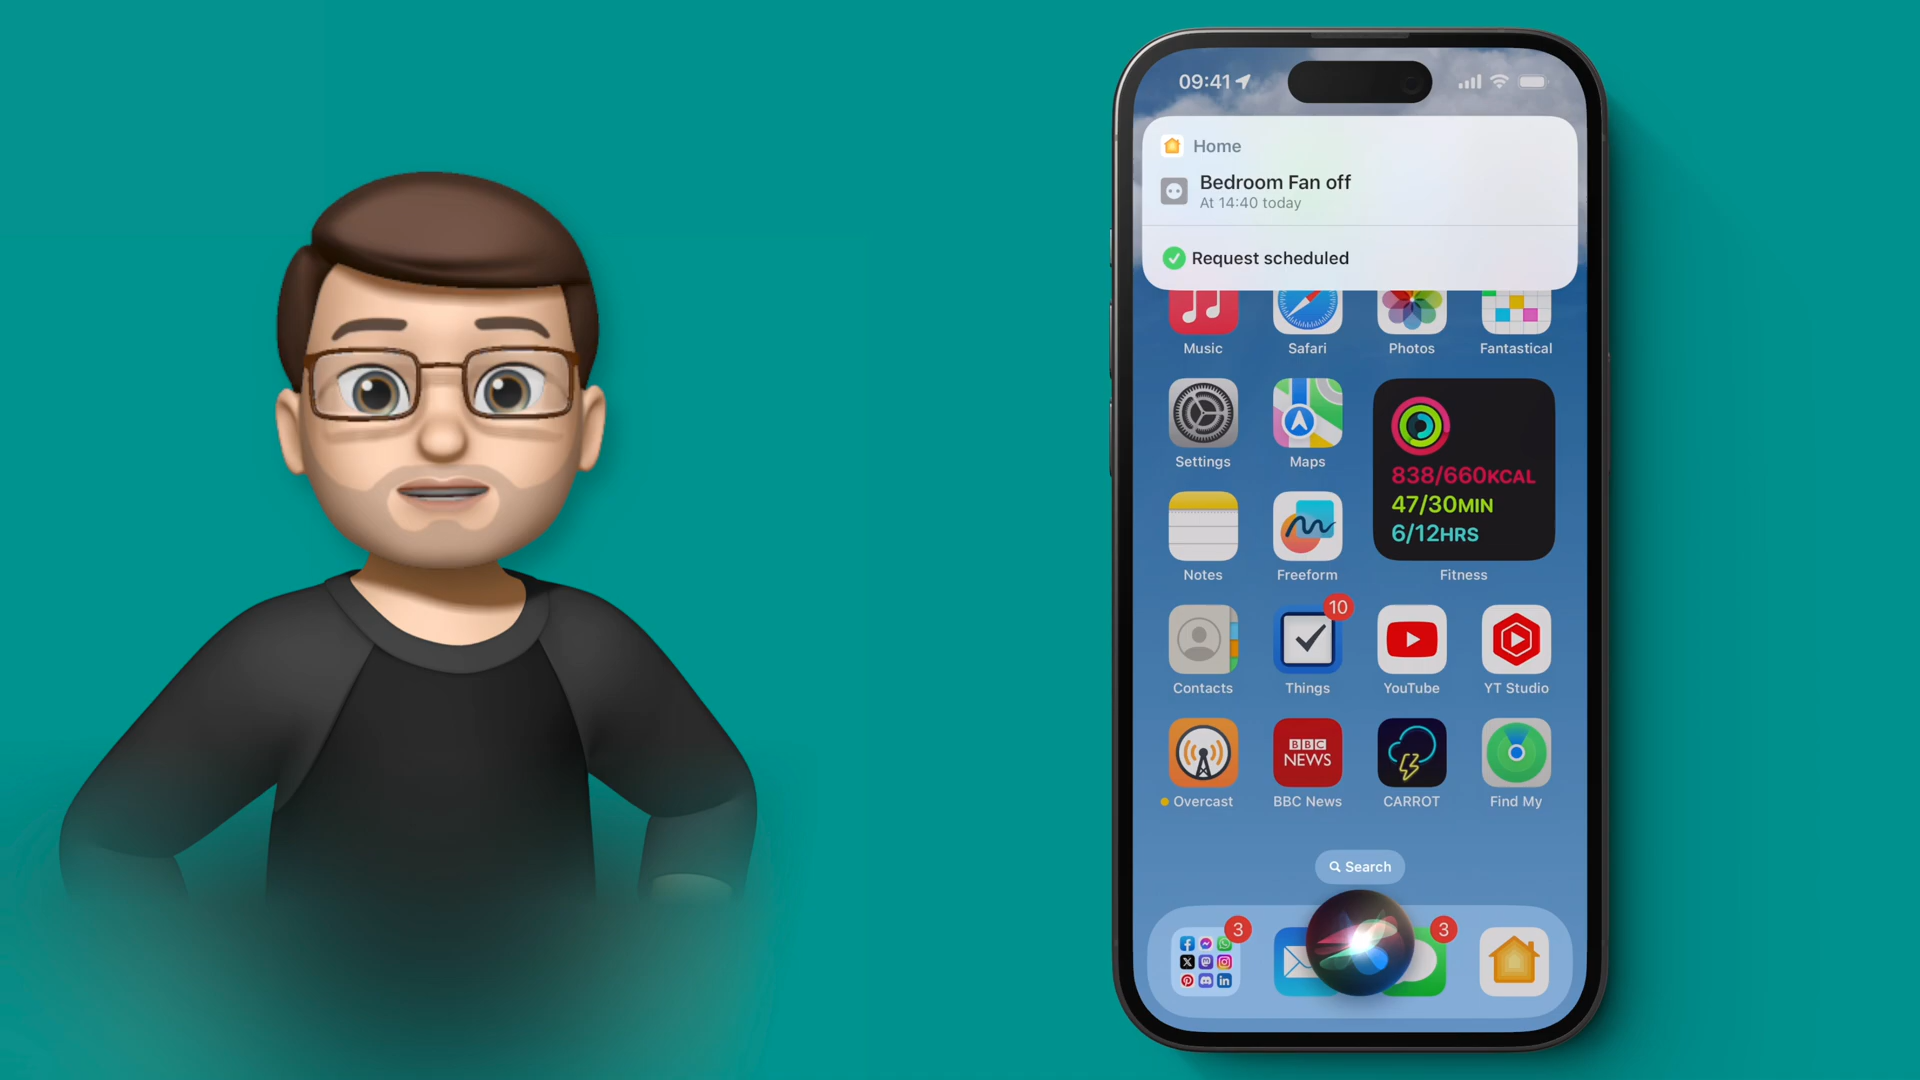 09:41
Home
Bedroom Fan off
At 14:40 today
Request scheduled
Music
Safari
Photos
Fantastical
Settings
Maps
838/660KCAL
47/30MIN
6/12HRS
Notes
Freeform
Fitness
10
Contacts
Things
YouTube
YT Studio
BBC
NEWS
Overcast
BBC News
CARROT
Find My
Search
3
3